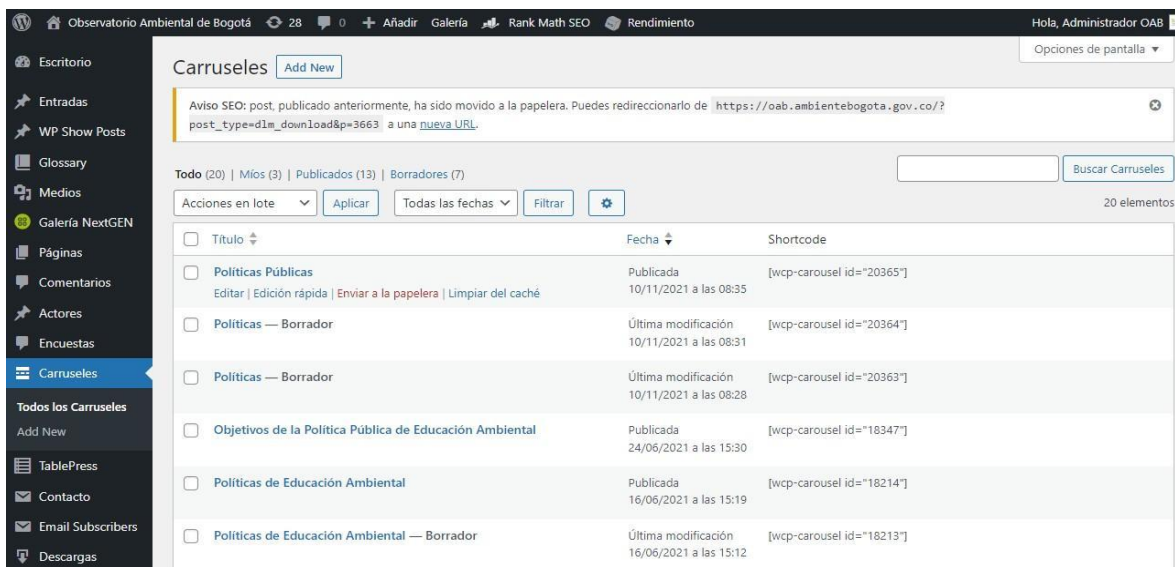 Observatorio Ambiental de Bogotá 28 0 Añadir Galería Rank Math SEO Rendimiento Hola, Administrador OAB
Opciones de pantalla
Escritorio
Entradas
WP Show Posts
Glossary
Medios
Galería NextGEN
Páginas
Comentarios
Actores
Encuestas
Carruseles
Todos los Carruseles
Add New
TablePress
Contacto
Email Subscribers
Descargas
Carruseles Add New
Aviso SEO: post, publicado anteriormente, ha sido movido a la papelera. Puedes redireccionarlo de https://oab.ambientebogota.gov.co/?
post_type=dlm_download&p=3663 a una nueva URL.
Todo (20) | Míos (3) | Publicados (13) | Borradores (7)
Buscar Carruseles
Acciones en lote Aplicar Todas las fechas Filtrar 20 elementos
Título Fecha Shortcode
Políticas Públicas Publicada [wcp-carousel id="20365"]
Editar | Edición rápida | Enviar a la papelera | Limpiar del caché 10/11/2021 a las 08:35
Políticas — Borrador Última modificación [wcp-carousel id="20364"]
10/11/2021 a las 08:31
Políticas — Borrador Última modificación [wcp-carousel id="20363"]
10/11/2021 a las 08:28
Objetivos de la Política Pública de Educación Ambiental Publicada [wcp-carousel id="18347"]
24/06/2021 a las 15:30
Políticas de Educación Ambiental Publicada [wcp-carousel id="18214"]
16/06/2021 a las 15:19
Políticas de Educación Ambiental — Borrador Última modificación [wcp-carousel id="18213"]
16/06/2021 a las 15:12